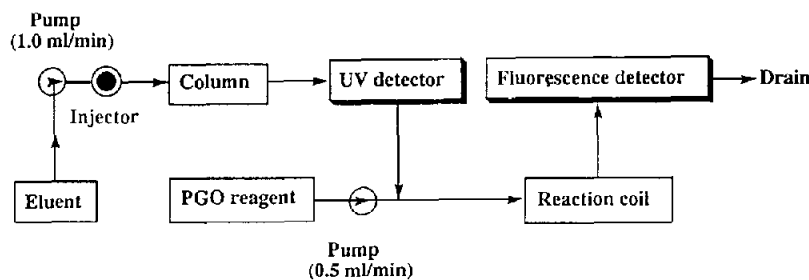 Pump
(1.0 ml/min)
Column
UV detector
Fluorescence detector
Drain
Injector
Eluent
PGO reagent
Reaction coil
Pump
(0.5 ml/min)